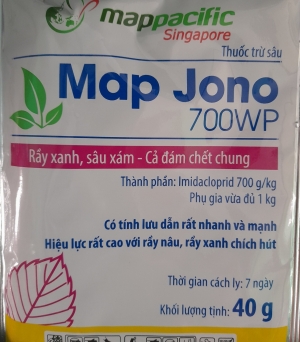 mappacific
Singapore
Thuốc trừ sâu
Map Jono
700WP
Rầy xanh, sâu xám - Cả đám chết chung
Thành phần: Imidacloprid 700 g/kg
Phụ gia vừa đủ 1 kg
Có tính lưu dẫn rất nhanh và mạnh
Hiệu lực rất cao với rầy nâu, rầy xanh chích hút
Thời gian cách ly: 7 ngày
Khối lượng tịnh: 40 g